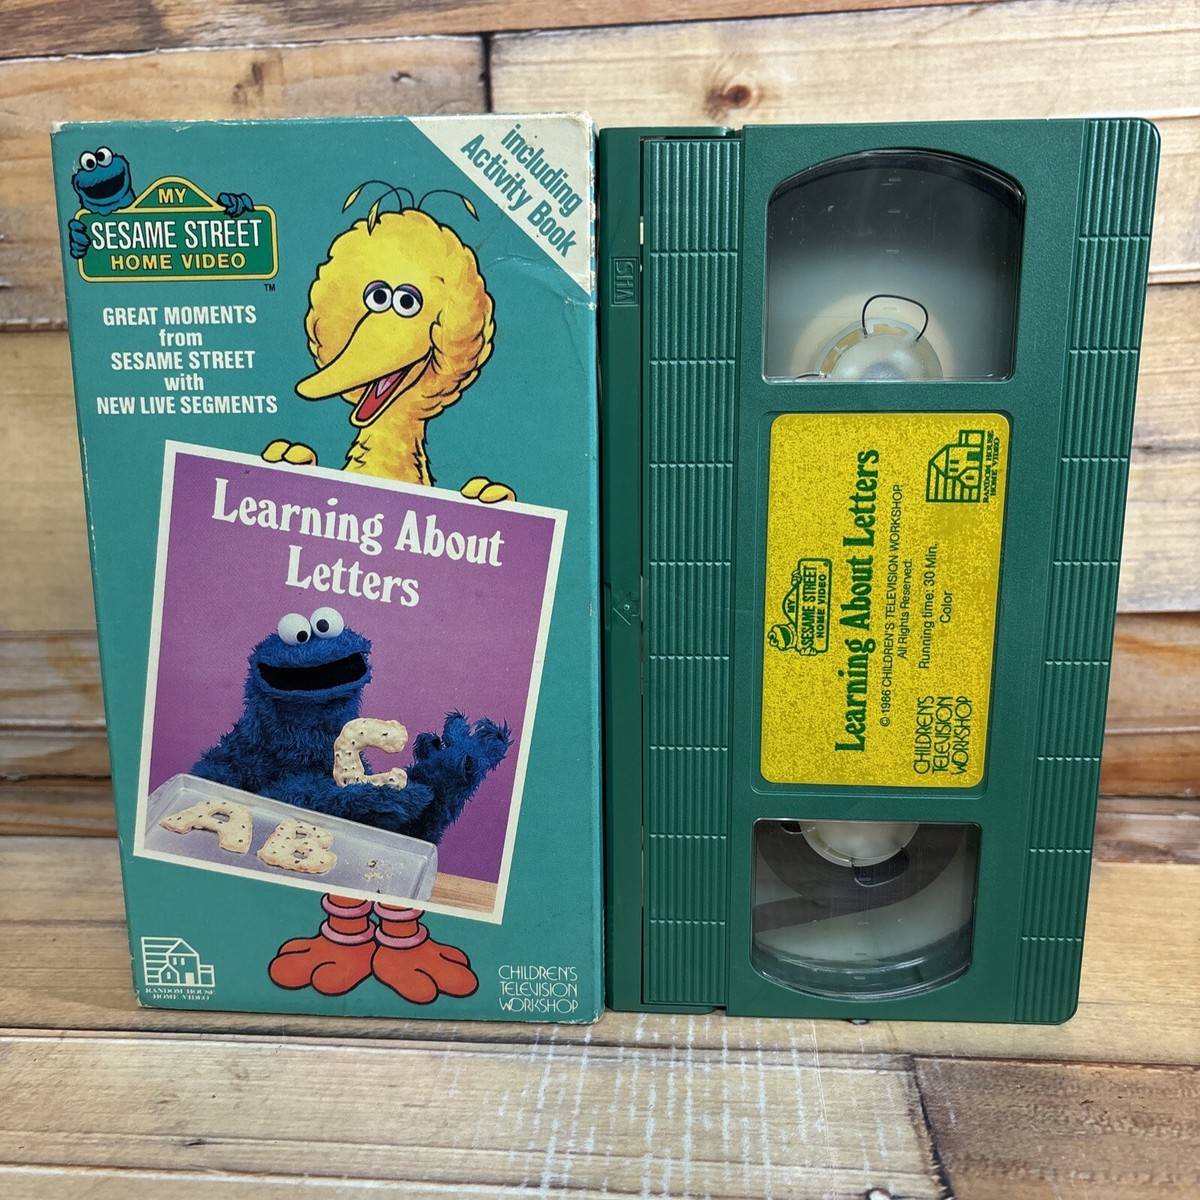 including
Activity Book
MY
SESAME STREET
HOME VIDEO
TM
GREAT MOMENTS
from
SESAME STREET
with
NEW LIVE SEGMENTS
Learning About
Letters
A B C
RANDOM HOUSE
HOME VIDEO
CHILDREN'S
TELEVISION
WORKSHOP
VHS
MY
SESAME STREET
HOME VIDEO
Learning About Letters
© 1986 CHILDREN'S TELEVISION WORKSHOP
All Rights Reserved.
Running time: 30 Min.
Color
CHILDREN'S
TELEVISION
WORKSHOP
RANDOM HOUSE
HOME VIDEO